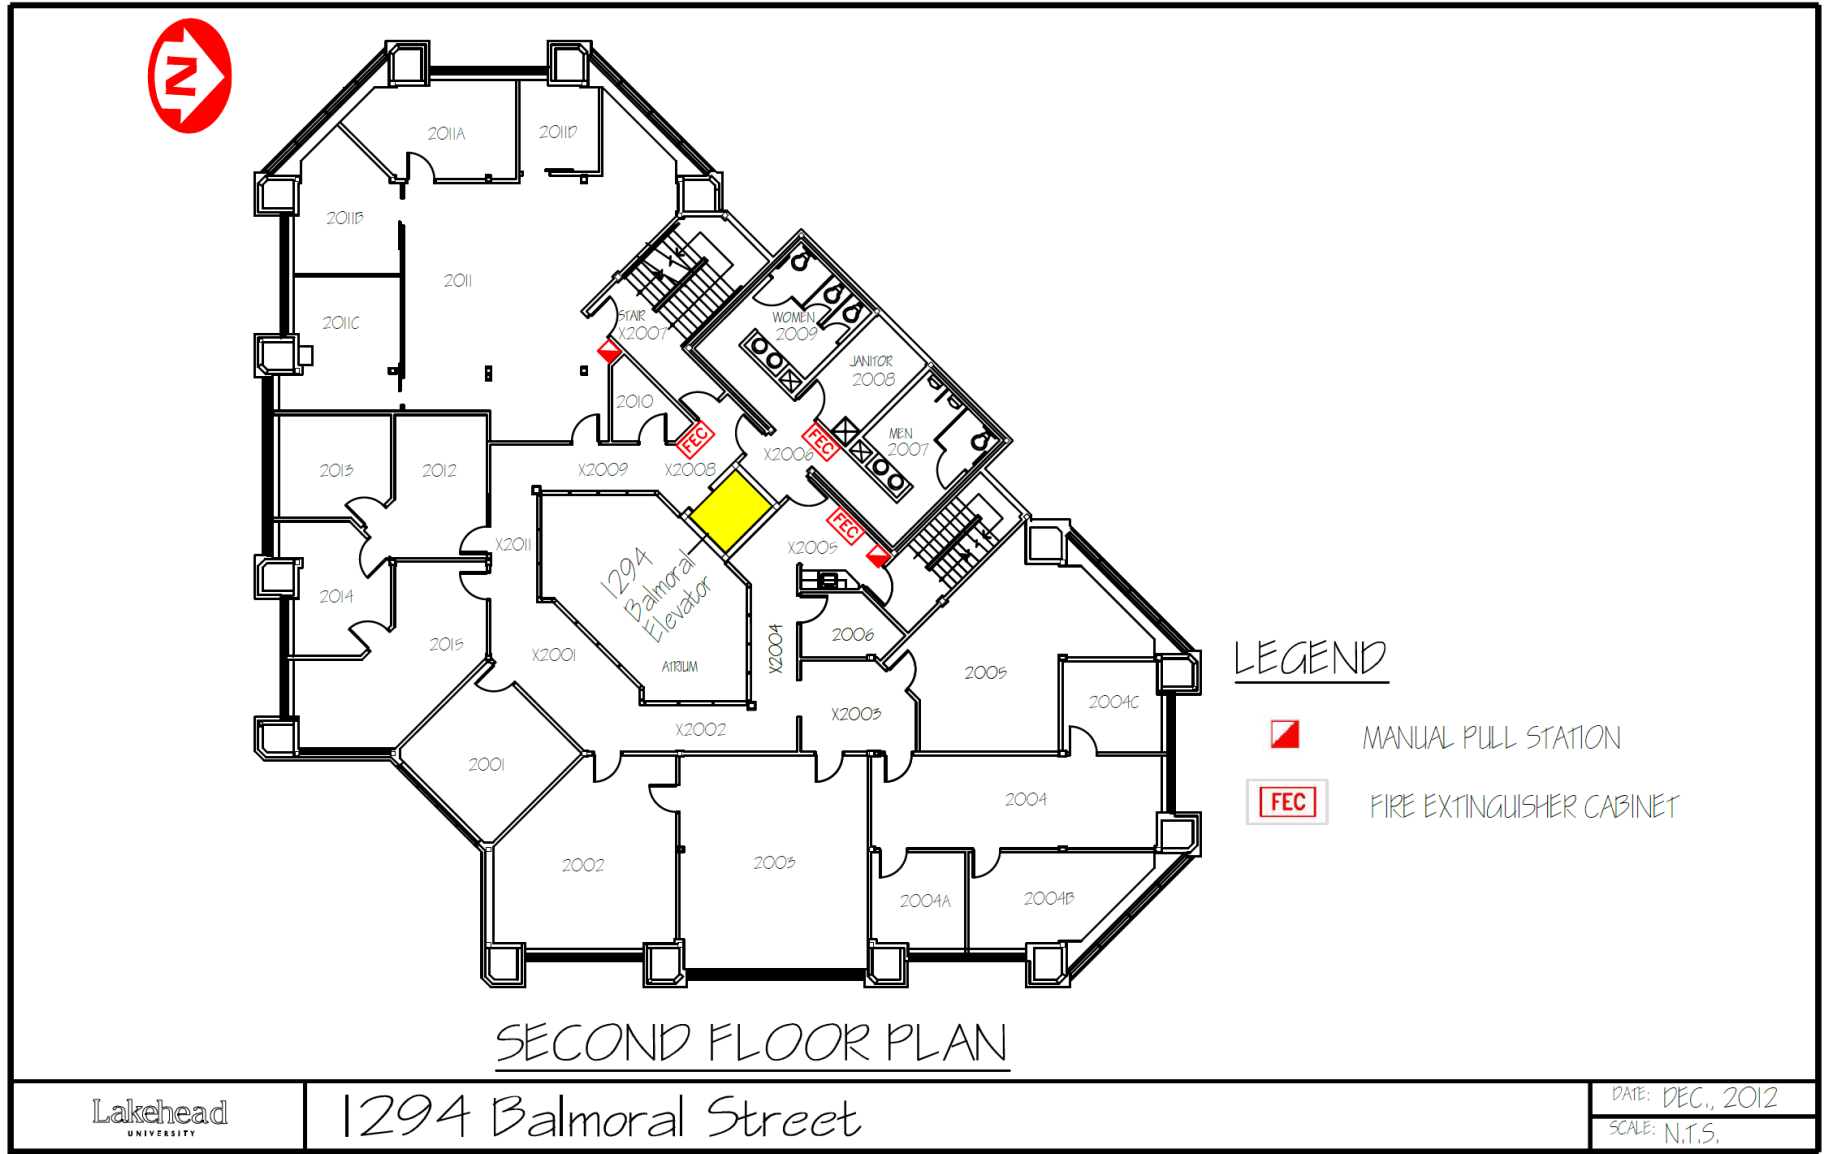 N
2011A
2011D
2011B
2011
2011C
STAIR
X2007
WOMEN
2009
JANITOR
2008
2010
MEN
2007
FEC
FEC
X2006
2013
2012
X2009
X2008
FEC
X2011
X2005
1294
Balmoral
Elevator
2014
2015
X2001
ATRIUM
X2004
2006
2005
X2003
2004C
X2002
2001
2004
2002
2003
2004A
2004B
LEGEND
MANUAL PULL STATION
FEC FIRE EXTINGUISHER CABINET
SECOND FLOOR PLAN
Lakehead
UNIVERSITY
1294 Balmoral Street
DATE: DEC., 2012
SCALE: N.T.S.